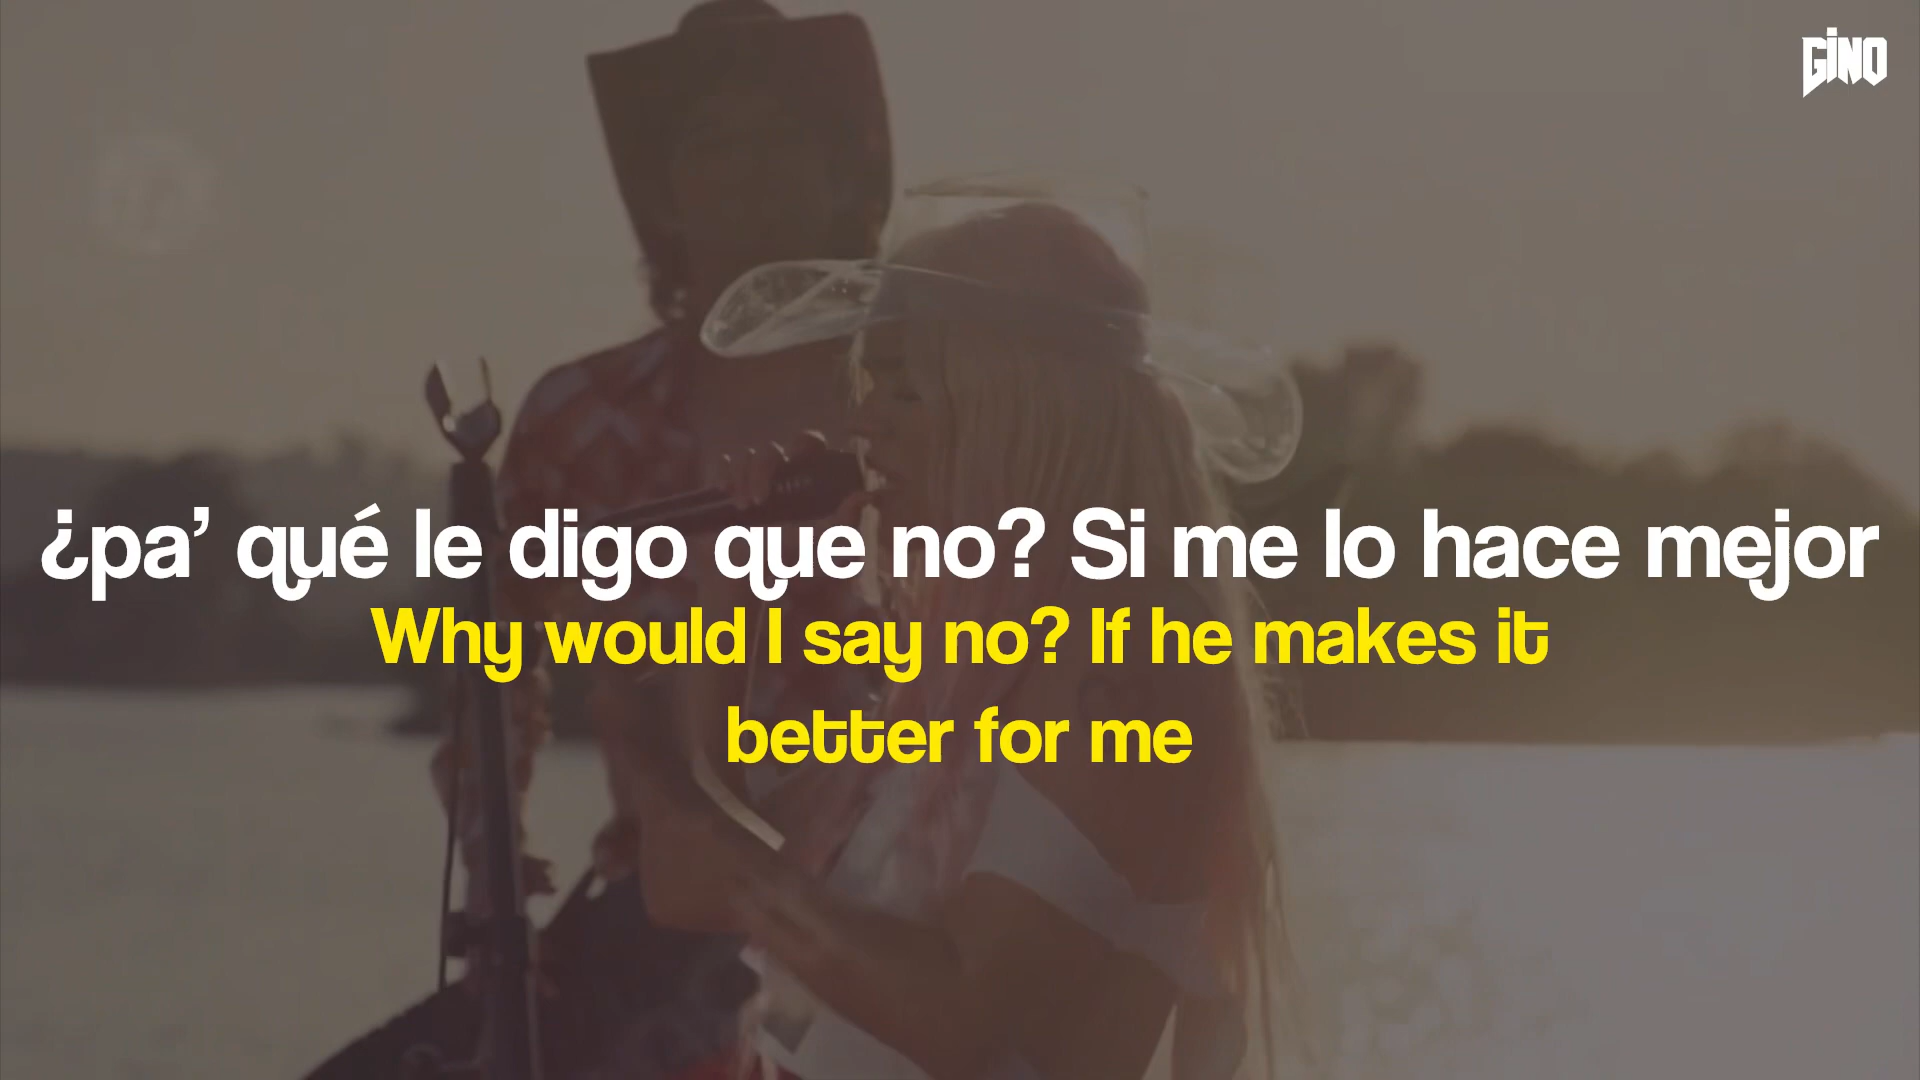 GINO
¿pa’ qué le digo que no? Si me lo hace mejor
Why would I say no? If he makes it
better for me